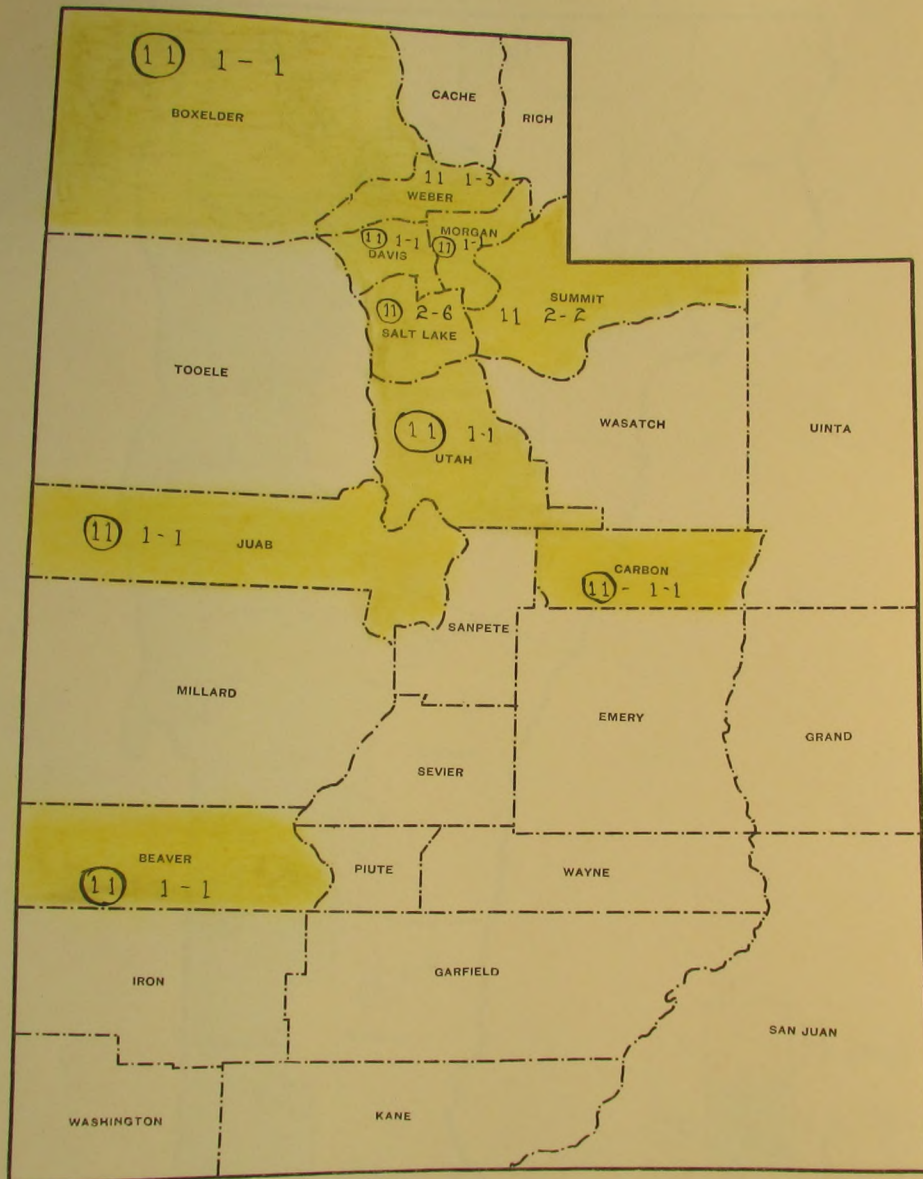 11 1-1
BOXELDER
CACHE
RICH
11 1-3
WEBER
11 1-1
DAVIS
MORGAN
11 1-
SUMMIT
11 2-2
11 2-6
SALT LAKE
TOOELE
WASATCH
UINTA
11 1-1
UTAH
11 1-1
JUAB
CARBON
11 - 1-1
SANPETE
MILLARD
EMERY
GRAND
SEVIER
BEAVER
11 1-1
PIUTE
WAYNE
IRON
GARFIELD
SAN JUAN
WASHINGTON
KANE